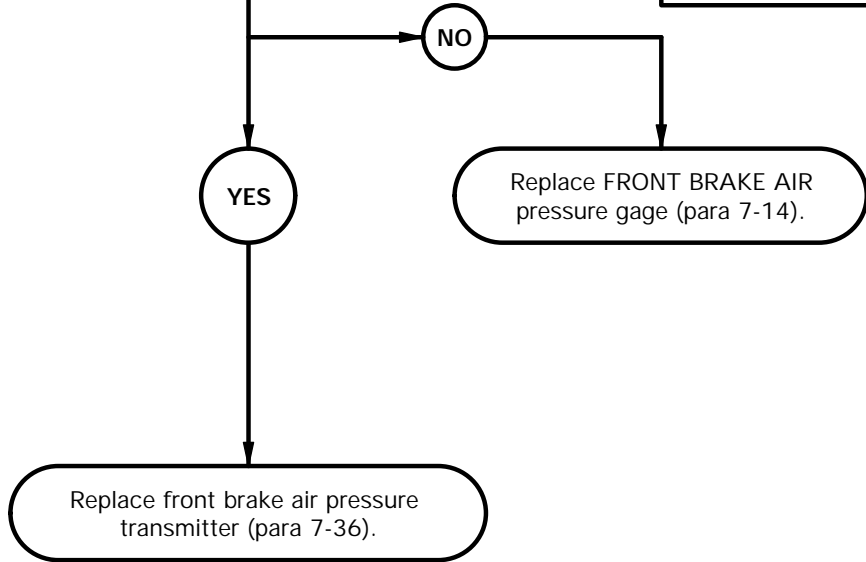 NO
YES
Replace FRONT BRAKE AIR
pressure gage (para 7-14).
Replace front brake air pressure
transmitter (para 7-36).